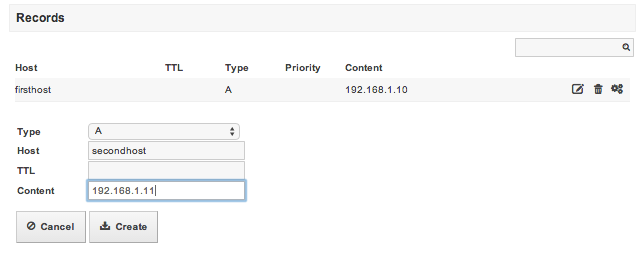 Records
Host TTL Type Priority Content
firsthost A 192.168.1.10
Type A
Host secondhost
TTL
Content 192.168.1.11
Cancel Create